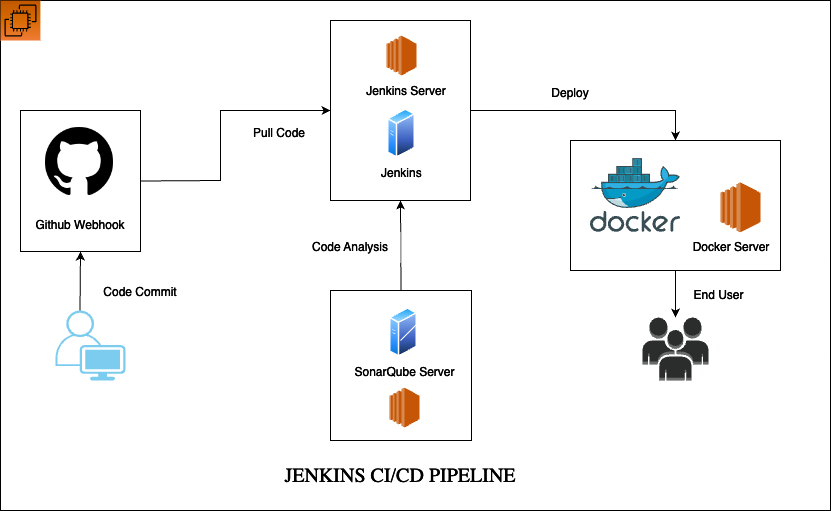 Jenkins Server
Jenkins
Deploy
Pull Code
Github Webhook
docker
Docker Server
Code Analysis
Code Commit
End User
SonarQube Server
JENKINS CI/CD PIPELINE